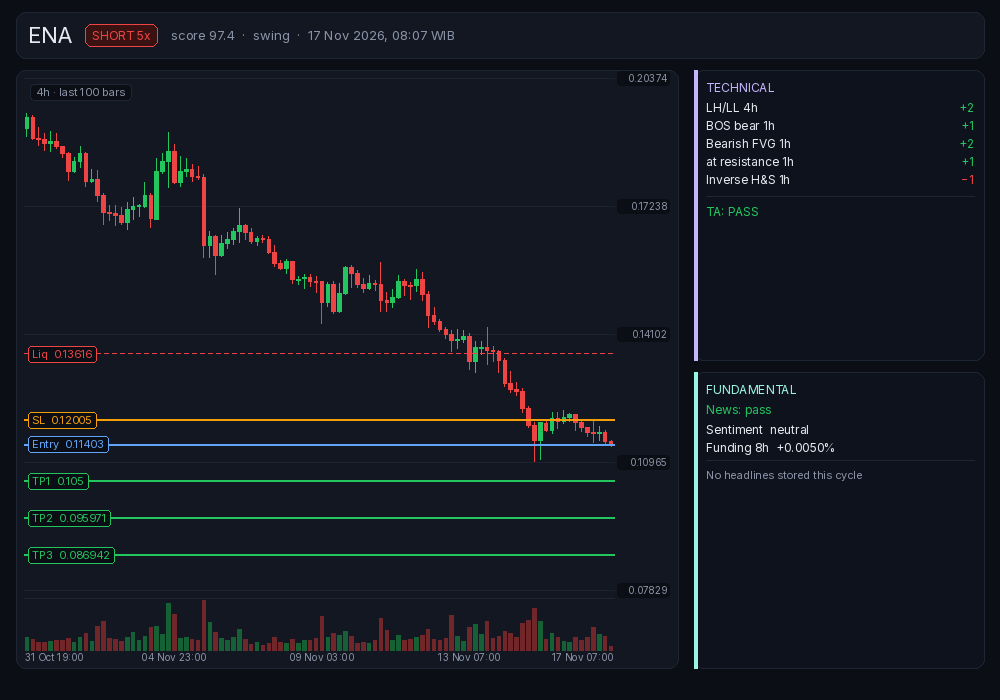 ENA SHORT 5x score 97.4 · swing · 17 Nov 2026, 08:07 WIB
4h · last 100 bars
0.20374
0.17238
0.14102
Liq 0.13616
SL 0.12005
Entry 0.11403
0.10965
TP1 0.105
TP2 0.095971
TP3 0.086942
0.07829
31 Oct 19:00 04 Nov 23:00 09 Nov 03:00 13 Nov 07:00 17 Nov 07:00
TECHNICAL
LH/LL 4h +2
BOS bear 1h +1
Bearish FVG 1h +2
at resistance 1h +1
Inverse H&S 1h −1
TA: PASS
FUNDAMENTAL
News: pass
Sentiment neutral
Funding 8h +0.0050%
No headlines stored this cycle